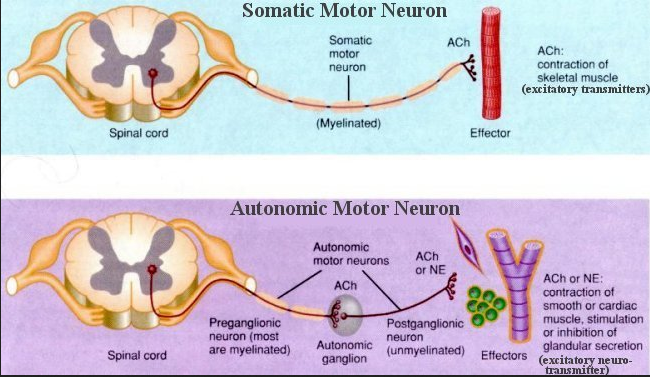 Somatic Motor Neuron
Somatic
motor
neuron
ACh
ACh:
contraction of
skeletal muscle
(excitatory transmitters)
Spinal cord
(Myelinated)
Effector
Autonomic Motor Neuron
Autonomic
motor neurons
ACh
ACh
or NE
ACh or NE:
contraction of
smooth or cardiac
muscle, stimulation
or inhibition of
glandular secretion
(excitatory neuro-
transmitter)
Preganglionic
neuron (most
are myelinated)
Autonomic
ganglion
Postganglionic
neuron
(unmyelinated)
Spinal cord
Effectors